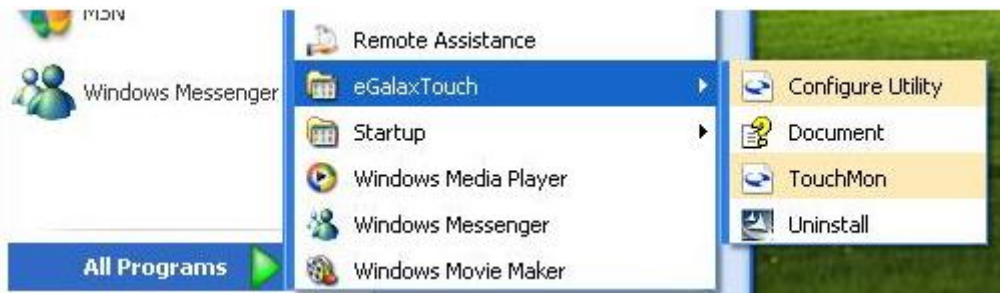 MSN
Windows Messenger
All Programs
Remote Assistance
eGalaxTouch
Startup
Windows Media Player
Windows Messenger
Windows Movie Maker
Configure Utility
Document
TouchMon
Uninstall